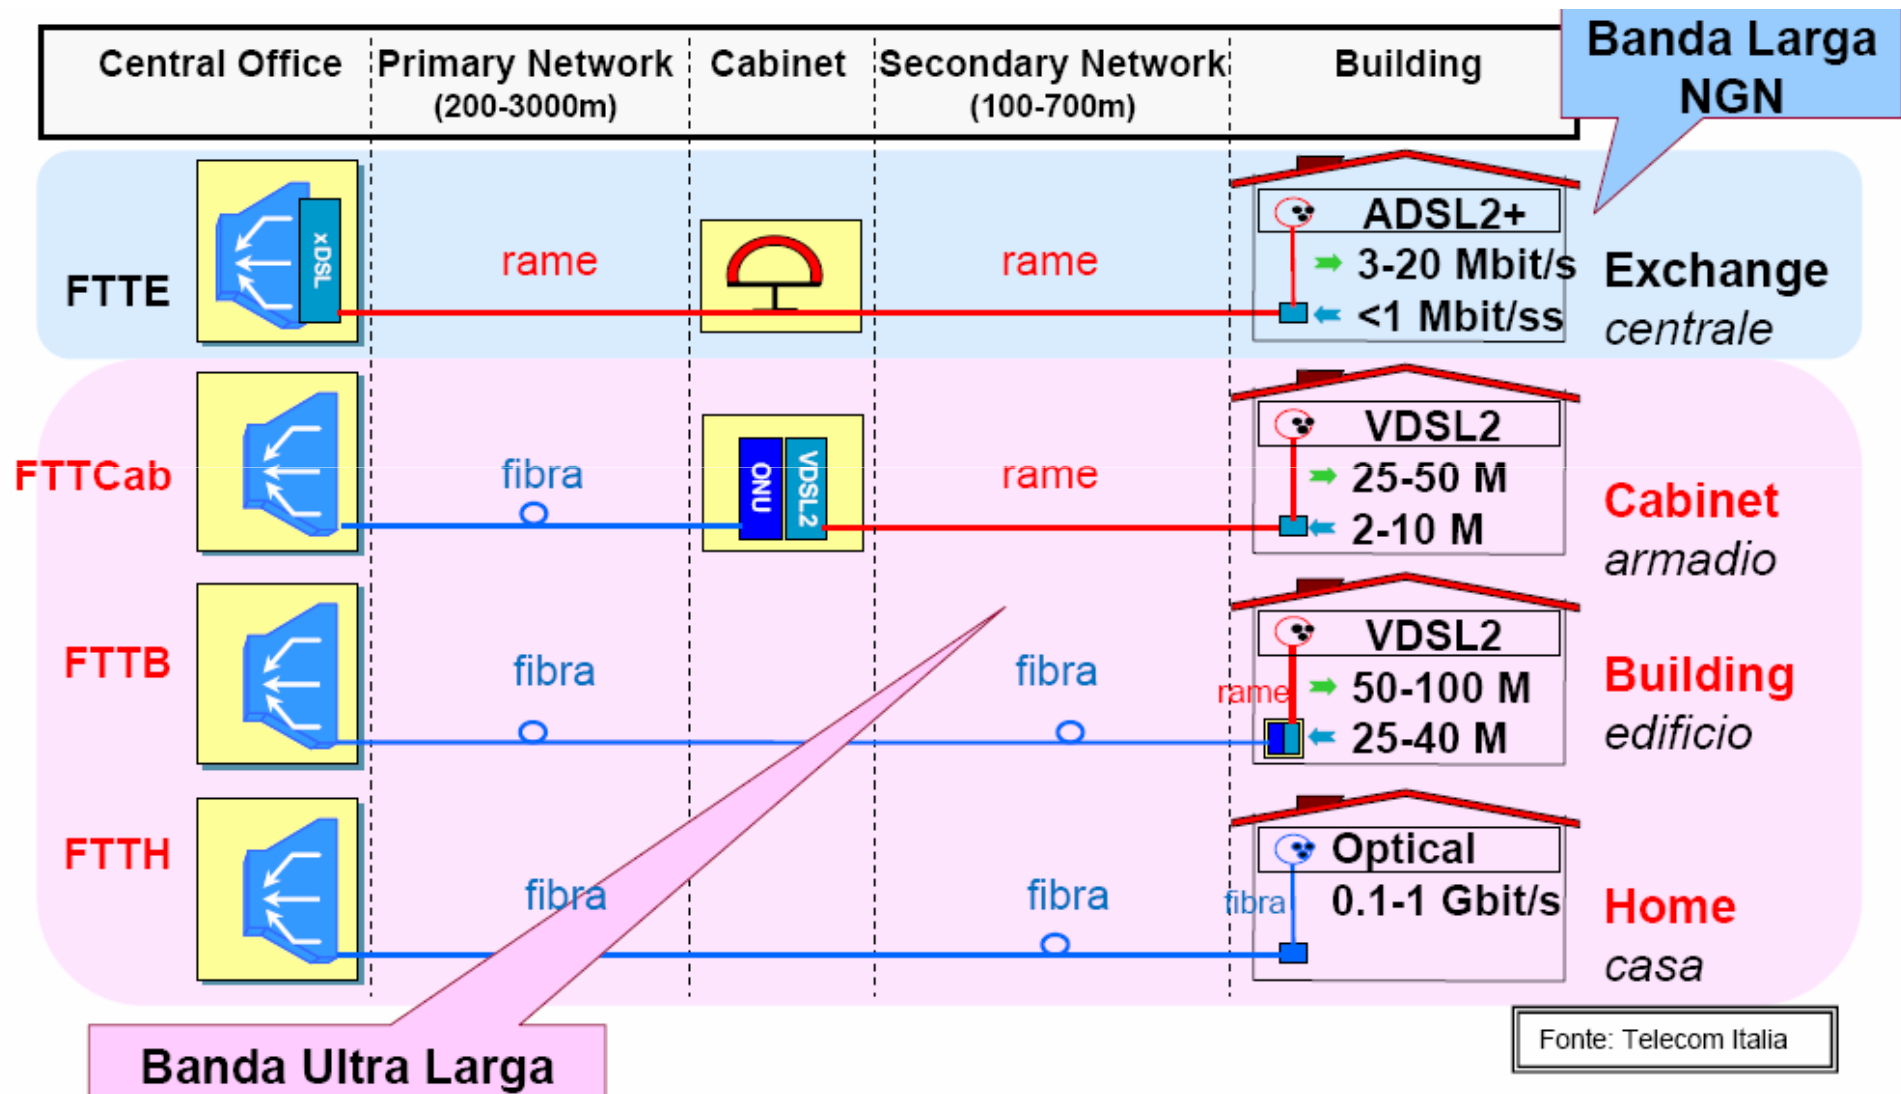 Central Office
Primary Network
(200-3000m)
Cabinet
Secondary Network
(100-700m)
Building
Banda Larga
NGN
FTTE
xDSL
rame
rame
ADSL2+
3-20 Mbit/s
<1 Mbit/ss
Exchange
centrale
FTTCab
fibra
ONU
VDSL2
rame
VDSL2
25-50 M
2-10 M
Cabinet
armadio
FTTB
fibra
fibra
rame
VDSL2
50-100 M
25-40 M
Building
edificio
FTTH
fibra
fibra
fibra
Optical
0.1-1 Gbit/s
Home
casa
Banda Ultra Larga
Fonte: Telecom Italia